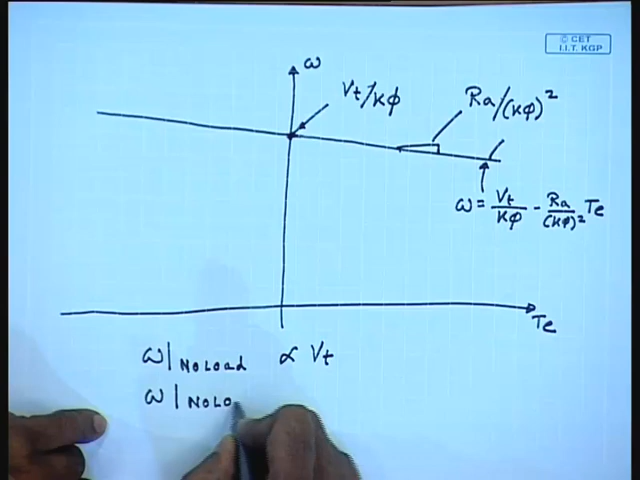 © CET
I.I.T. KGP
ω
Vt/Kϕ
Ra/(Kϕ)²
ω = Vt/Kϕ - Ra/(Kϕ)² Te
Te
ω|NoLoad ∝ Vt
ω|NoLo